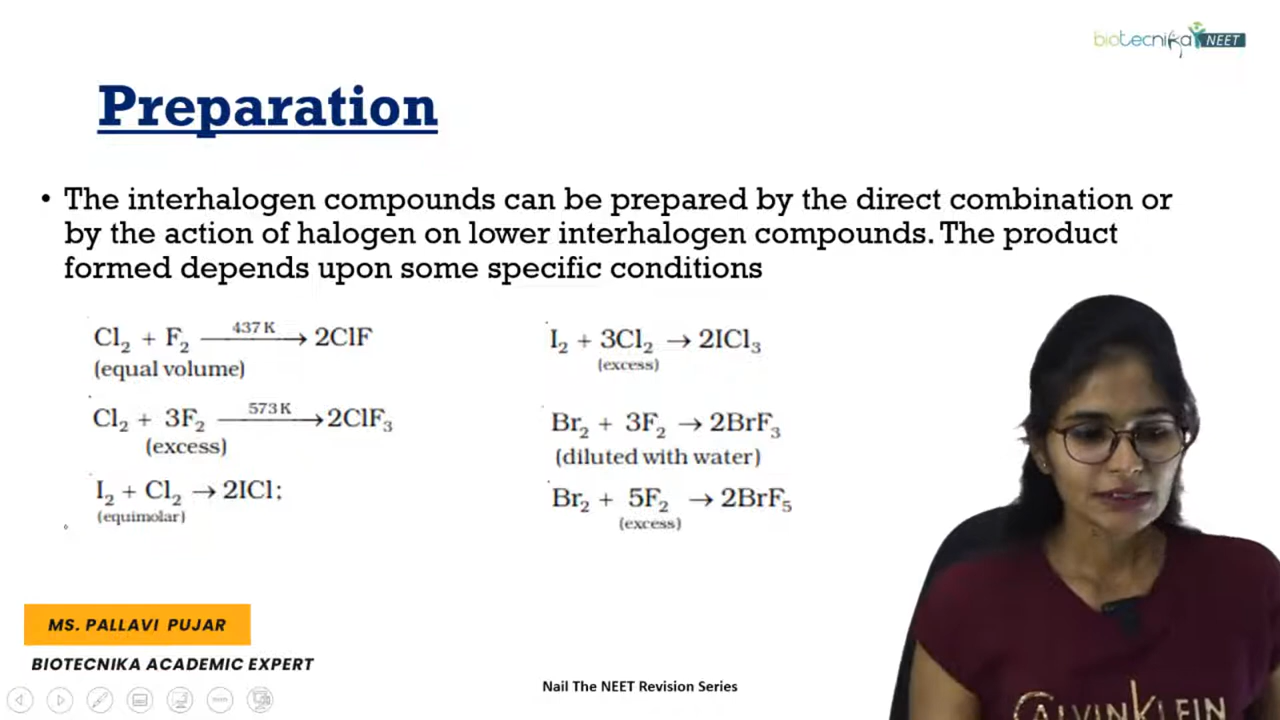 biotecnika NEET
Preparation
• The interhalogen compounds can be prepared by the direct combination or
by the action of halogen on lower interhalogen compounds. The product
formed depends upon some specific conditions
Cl₂ + F₂ —437 K→ 2ClF
(equal volume)
Cl₂ + 3F₂ —573 K→ 2ClF₃
(excess)
I₂ + Cl₂ → 2ICl;
(equimolar)
I₂ + 3Cl₂ → 2ICl₃
(excess)
Br₂ + 3F₂ → 2BrF₃
(diluted with water)
Br₂ + 5F₂ → 2BrF₅
(excess)
MS. PALLAVI PUJAR
BIOTECNIKA ACADEMIC EXPERT
Nail The NEET Revision Series
CALVIN KLEIN